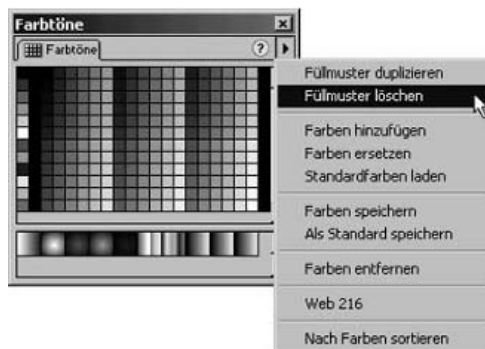 Farbtöne
Farbtöne
?
Füllmuster duplizieren
Füllmuster löschen
Farben hinzufügen
Farben ersetzen
Standardfarben laden
Farben speichern
Als Standard speichern
Farben entfernen
Web 216
Nach Farben sortieren